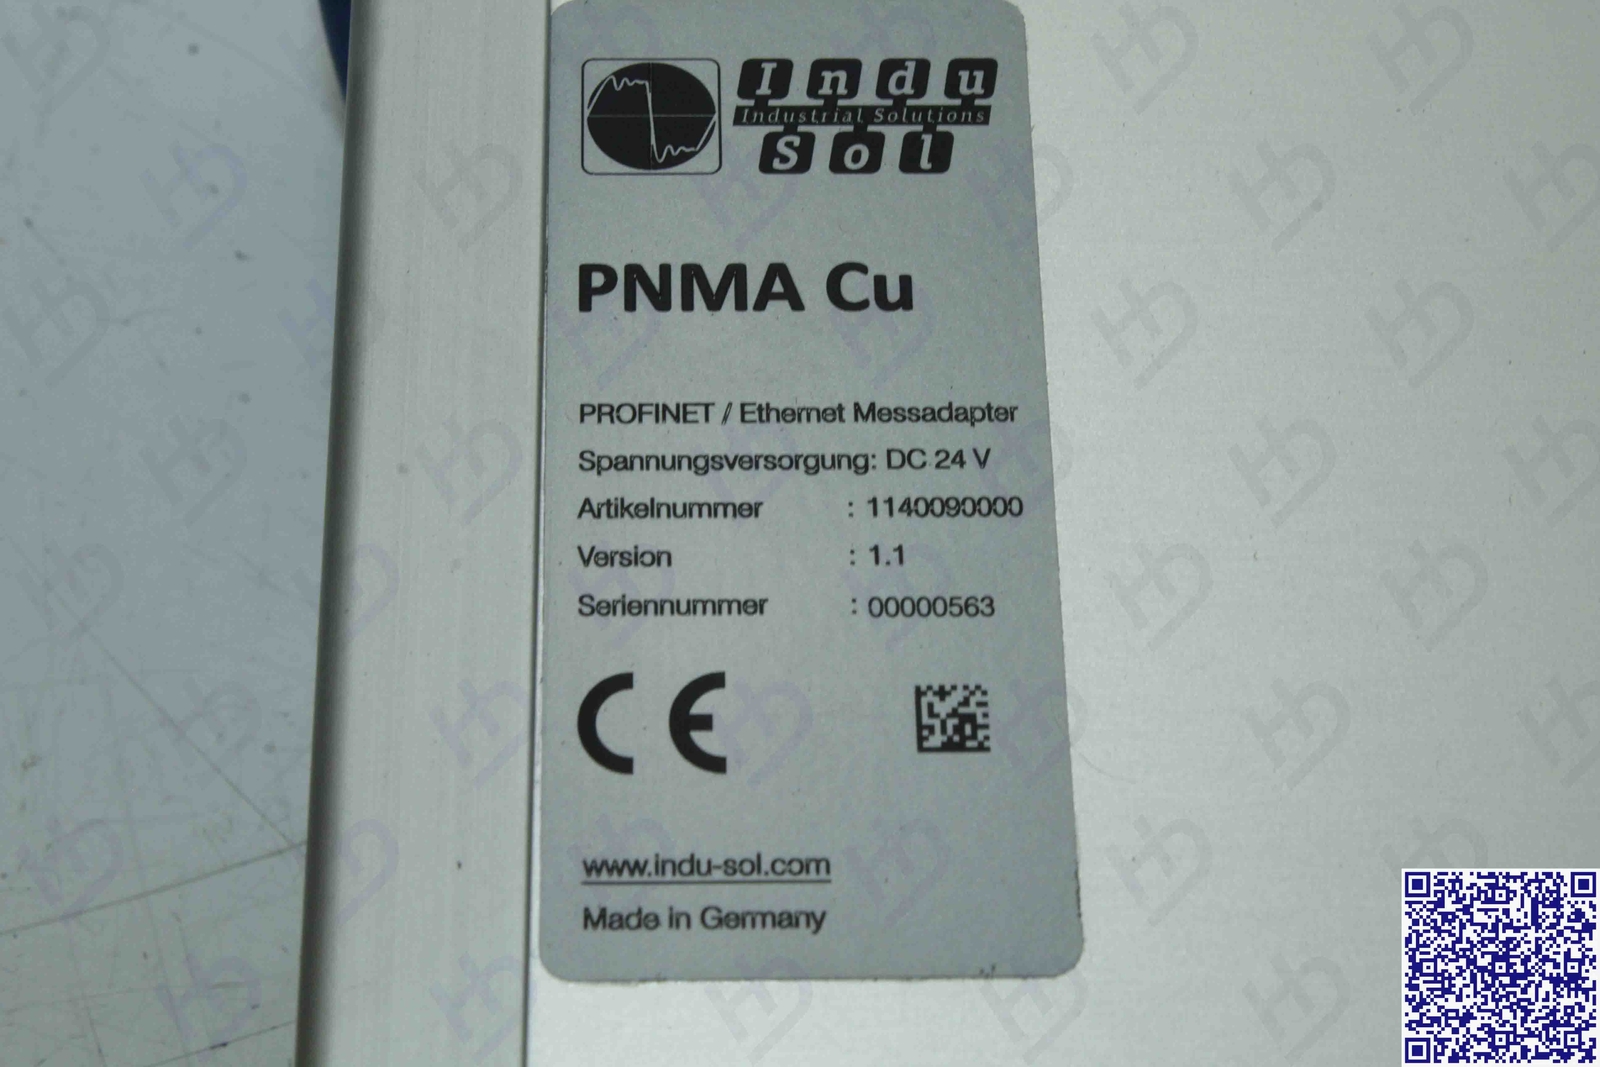 Indu
Industrial Solutions
Sol
PNMA Cu
PROFINET / Ethernet Messadapter
Spannungsversorgung: DC 24 V
Artikelnummer : 1140090000
Version : 1.1
Seriennummer : 00000563
CE
www.indu-sol.com
Made in Germany